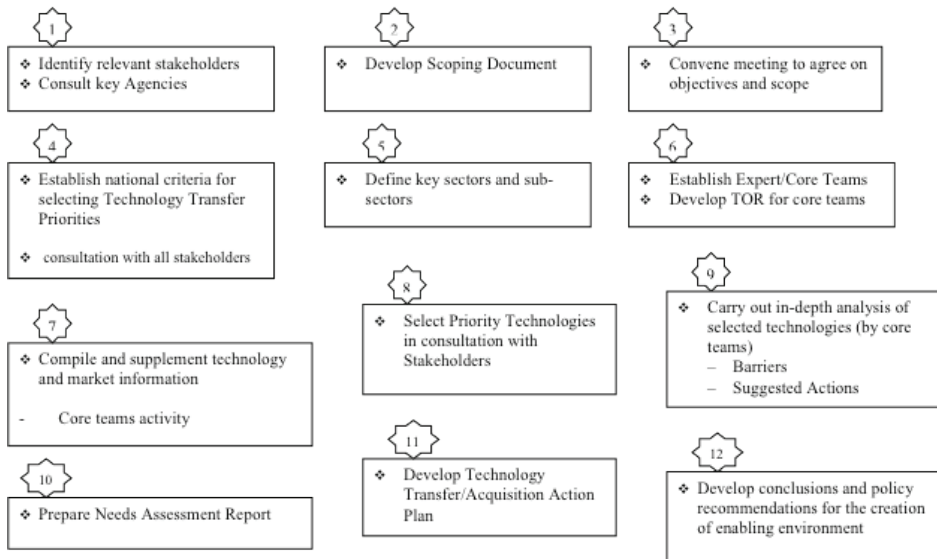 1
❖ Identify relevant stakeholders
❖ Consult key Agencies
2
❖ Develop Scoping Document
3
❖ Convene meeting to agree on
objectives and scope
4
❖ Establish national criteria for
selecting Technology Transfer
Priorities
❖ consultation with all stakeholders
5
❖ Define key sectors and sub-
sectors
6
❖ Establish Expert/Core Teams
❖ Develop TOR for core teams
7
❖ Compile and supplement technology
and market information
- Core teams activity
8
❖ Select Priority Technologies
in consultation with
Stakeholders
9
❖ Carry out in-depth analysis of
selected technologies (by core
teams)
– Barriers
– Suggested Actions
10
❖ Prepare Needs Assessment Report
11
❖ Develop Technology
Transfer/Acquisition Action
Plan
12
❖ Develop conclusions and policy
recommendations for the creation
of enabling environment